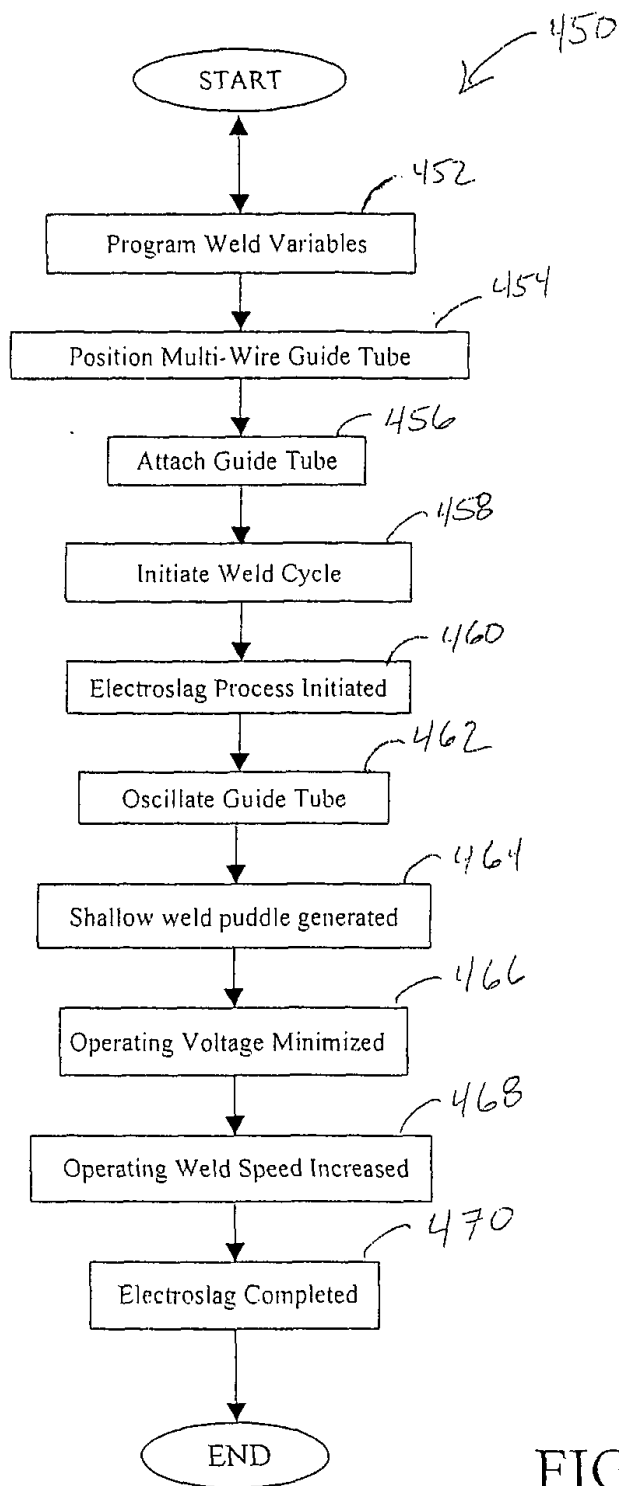 450
START
452
Program Weld Variables
454
Position Multi-Wire Guide Tube
456
Attach Guide Tube
458
Initiate Weld Cycle
460
Electroslag Process Initiated
462
Oscillate Guide Tube
464
Shallow weld puddle generated
466
Operating Voltage Minimized
468
Operating Weld Speed Increased
470
Electroslag Completed
END
FIG